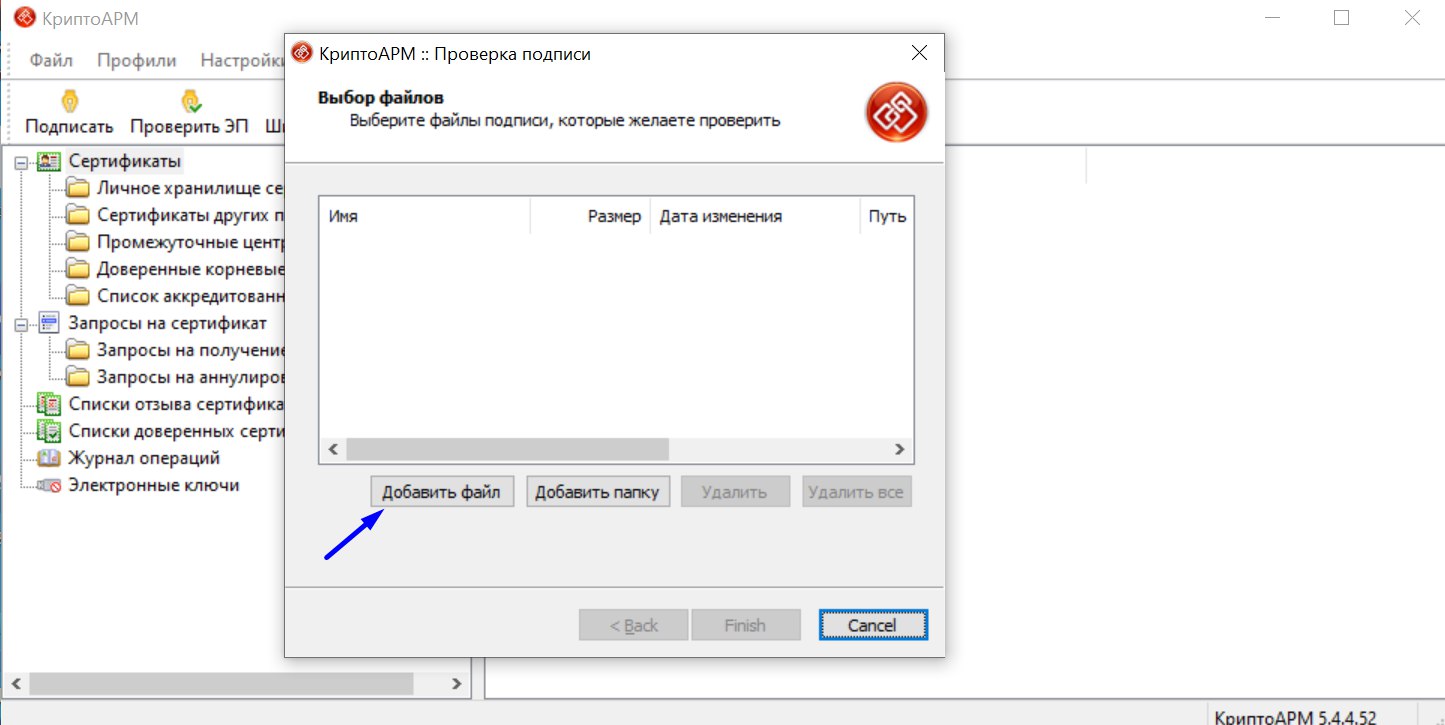 КриптоАРМ
Файл Профили Настройки
Подписать Проверить ЭП
Сертификаты
Личное хранилище се
Сертификаты других п
Промежуточные центр
Доверенные корневые
Список аккредитованн
Запросы на сертификат
Запросы на получение
Запросы на аннулиров
Списки отзыва сертифика
Списки доверенных серти
Журнал операций
Электронные ключи
КриптоАРМ :: Проверка подписи
Выбор файлов
Выберите файлы подписи, которые желаете проверить
Имя Размер Дата изменения Путь
Добавить файл Добавить папку Удалить Удалить все
< Back Finish Cancel
КриптоАРМ 5.4.4.52